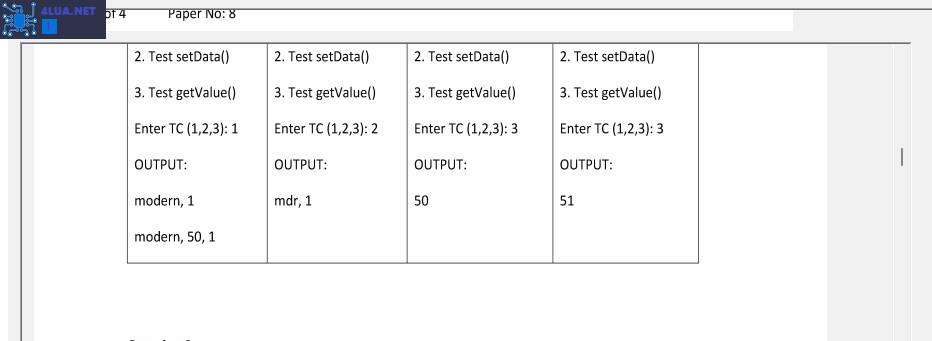 4LUA.NET
of 4 Paper No: 8
2. Test setData()
3. Test getValue()
Enter TC (1,2,3): 1
OUTPUT:
modern, 1
modern, 50, 1
2. Test setData()
3. Test getValue()
Enter TC (1,2,3): 2
OUTPUT:
mdr, 1
2. Test setData()
3. Test getValue()
Enter TC (1,2,3): 3
OUTPUT:
50
2. Test setData()
3. Test getValue()
Enter TC (1,2,3): 3
OUTPUT:
51